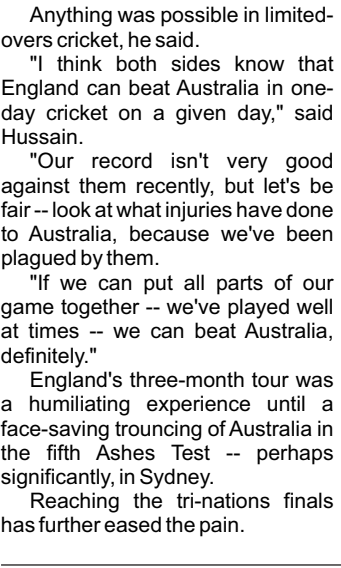 Anything was possible in limited-
overs cricket, he said.
"I think both sides know that
England can beat Australia in one-
day cricket on a given day," said
Hussain.
"Our record isn't very good
against them recently, but let's be
fair -- look at what injuries have done
to Australia, because we've been
plagued by them.
"If we can put all parts of our
game together -- we've played well
at times -- we can beat Australia,
definitely."
England's three-month tour was
a humiliating experience until a
face-saving trouncing of Australia in
the fifth Ashes Test -- perhaps
significantly, in Sydney.
Reaching the tri-nations finals
has further eased the pain.